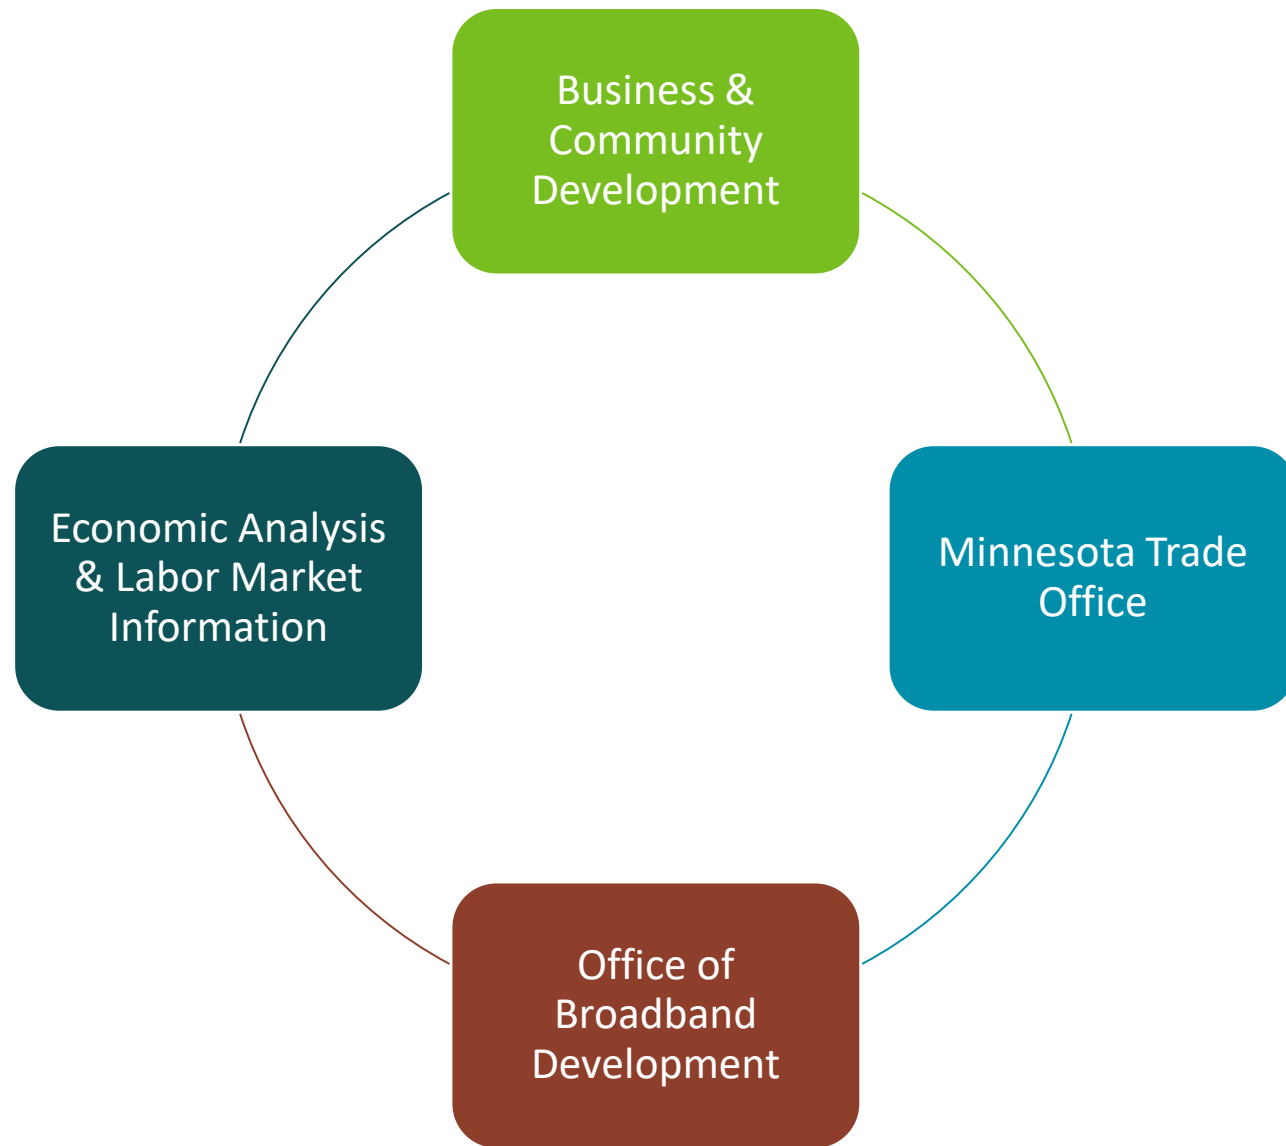 Business &
Community
Development
Economic Analysis
& Labor Market
Information
Minnesota Trade
Office
Office of
Broadband
Development